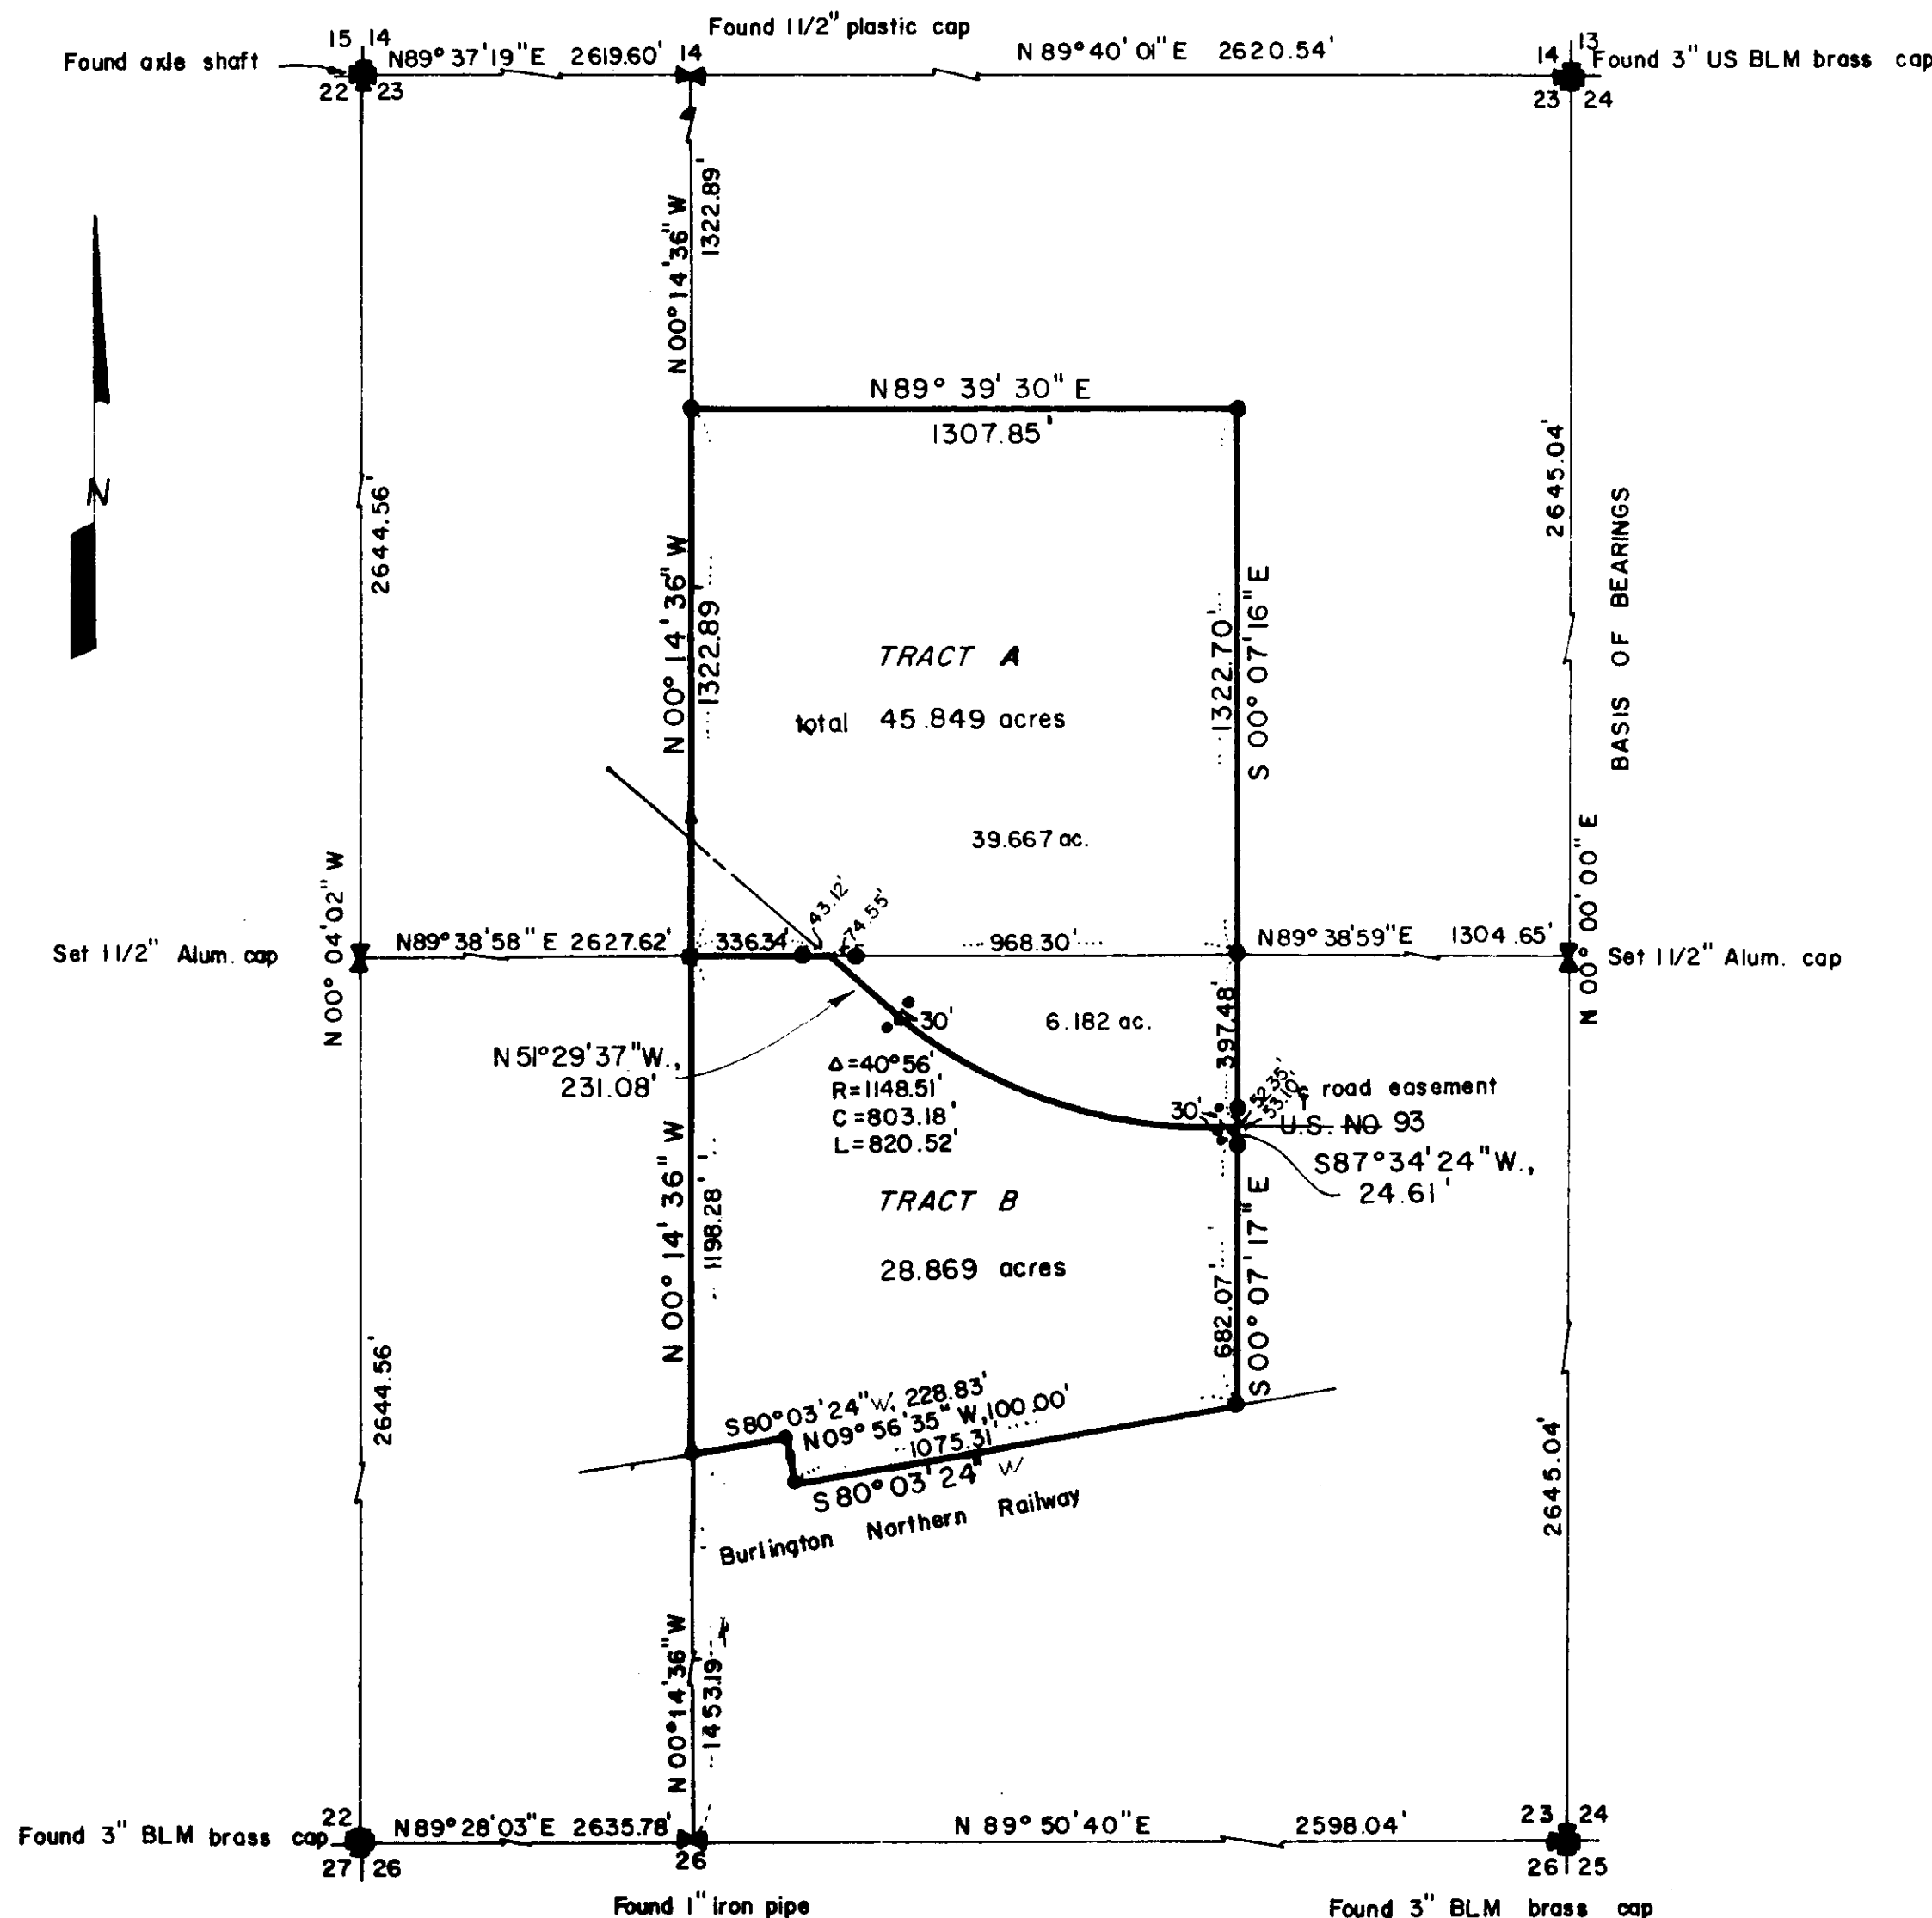 Found 11/2" plastic cap
15 14
N89°37'19"E 2619.60'
14
N 89°40' 01"E 2620.54'
14 13
Found axle shaft
Found 3" US BLM brass cap
22 23
23 24
N00°14'36"W
1322.89'
N89° 39' 30" E
1307.85'
2644.56'
2645.04'
N
BASIS OF BEARINGS
N 00° 14' 36" W
1322.89'
1322.70'
S 00° 07' 16" E
TRACT A
total 45.849 acres
39.667 ac.
N 00° 04'02" W
N 00° 00' 00" E
43.12'
74.55'
Set 11/2" Alum. cap
N89°38'58" E 2627.62'
336.34'
968.30'
N89°38'59"E 1304.65'
Set 11/2" Alum. cap
30'
6.182 ac.
397.48'
N51°29'37"W.,
231.08'
Δ=40°56'
R=1148.51'
C=803.18'
L=820.52'
30'
52.35'
53.10'
℄ road easement
U.S. NO 93
S87°34'24"W.,
24.61'
N 00° 14' 36" W
1198.28'
TRACT B
28.869 acres
682.07'
S 00° 07' 17" E
2644.56'
2645.04'
S80°03'24"W, 228.83'
N09°56'35" W,100.00'
1075.31'
S80°03'24" W
Burlington Northern Railway
N 00°14'36"W
1453.19'
22
N89°28'03"E 2635.78'
N 89° 50' 40"E 2598.04'
23 24
Found 3" BLM brass cap
27 26
26
26 25
Found 1" iron pipe
Found 3" BLM brass cap